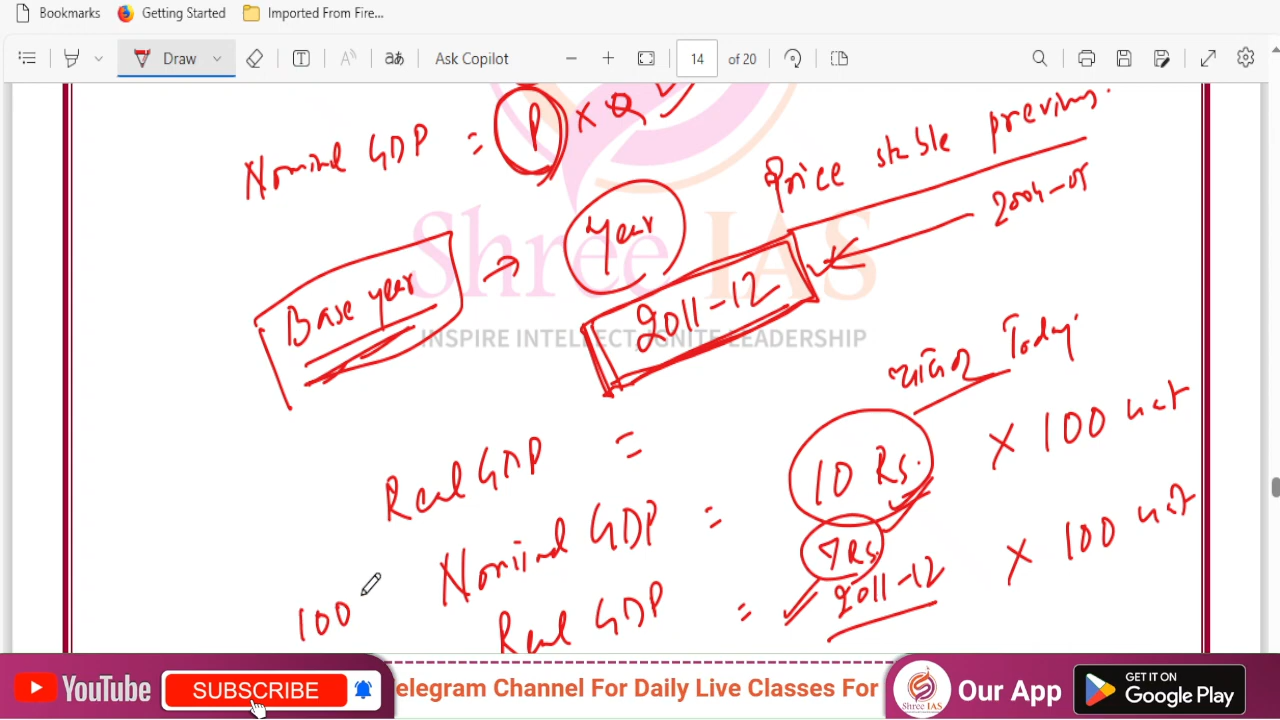 Bookmarks Getting Started Imported From Fire...
Draw Ask Copilot 14 of 20
Nominal GDP = P x Q
Price stable previous.
2004-05
Base year → Year
2011-12
Shree IAS
INSPIRE INTELLECT, IGNITE LEADERSHIP
Today
Real GDP =
Nominal GDP = 10 Rs. x 100 unit
7 Rs.
Real GDP = 2011-12 x 100 unit
100
YouTube SUBSCRIBE elegram Channel For Daily Live Classes For Shree IAS Our App GET IT ON Google Play